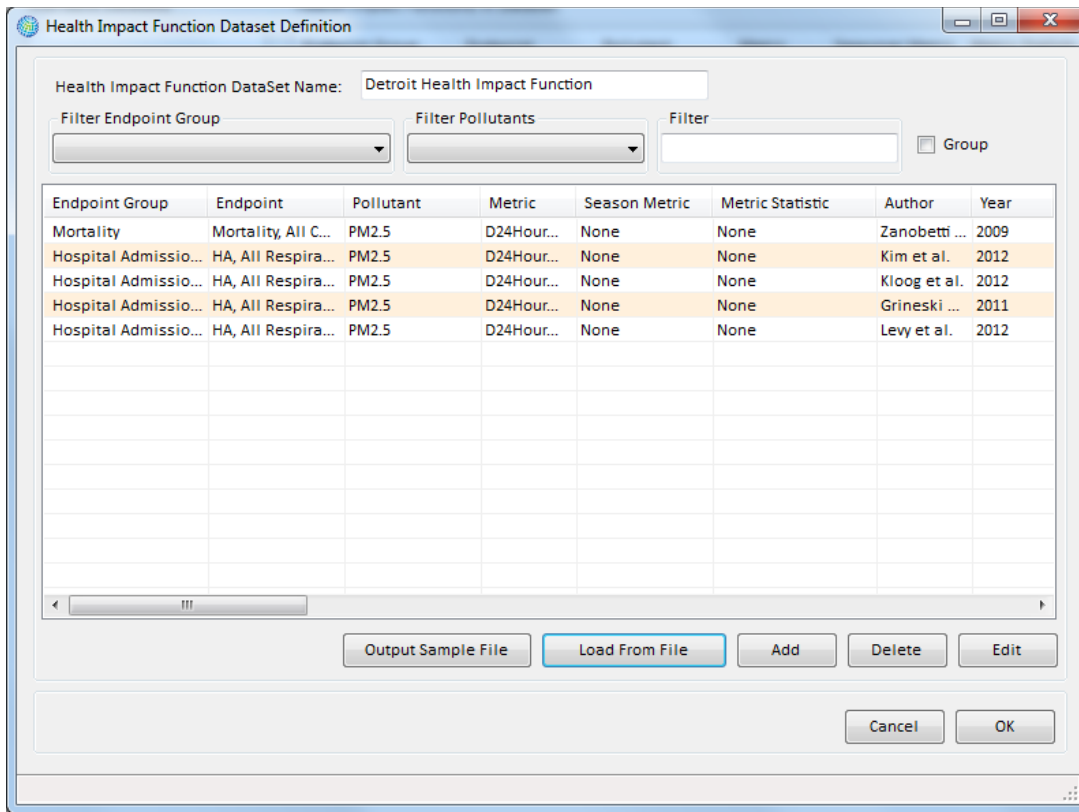 Health Impact Function Dataset Definition
Health Impact Function DataSet Name: Detroit Health Impact Function
Filter Endpoint Group Filter Pollutants Filter
Group
Endpoint Group Endpoint Pollutant Metric Season Metric Metric Statistic Author Year
Mortality Mortality, All C... PM2.5 D24Hour... None None Zanobetti ... 2009
Hospital Admissio... HA, All Respira... PM2.5 D24Hour... None None Kim et al. 2012
Hospital Admissio... HA, All Respira... PM2.5 D24Hour... None None Kloog et al. 2012
Hospital Admissio... HA, All Respira... PM2.5 D24Hour... None None Grineski ... 2011
Hospital Admissio... HA, All Respira... PM2.5 D24Hour... None None Levy et al. 2012
Output Sample File Load From File Add Delete Edit
Cancel OK